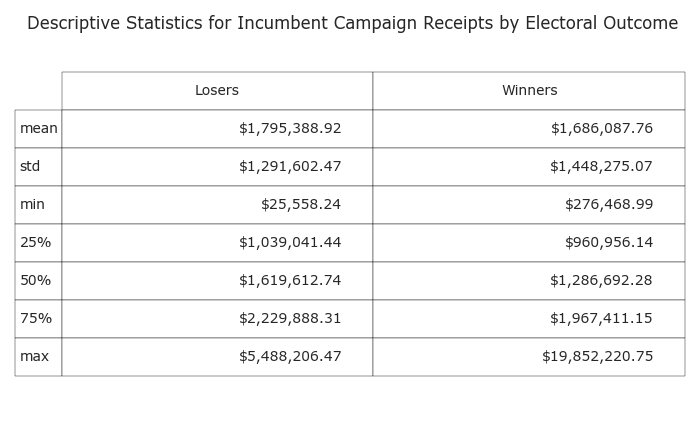 Descriptive Statistics for Incumbent Campaign Receipts by Electoral Outcome
Losers Winners
mean $1,795,388.92 $1,686,087.76
std $1,291,602.47 $1,448,275.07
min $25,558.24 $276,468.99
25% $1,039,041.44 $960,956.14
50% $1,619,612.74 $1,286,692.28
75% $2,229,888.31 $1,967,411.15
max $5,488,206.47 $19,852,220.75